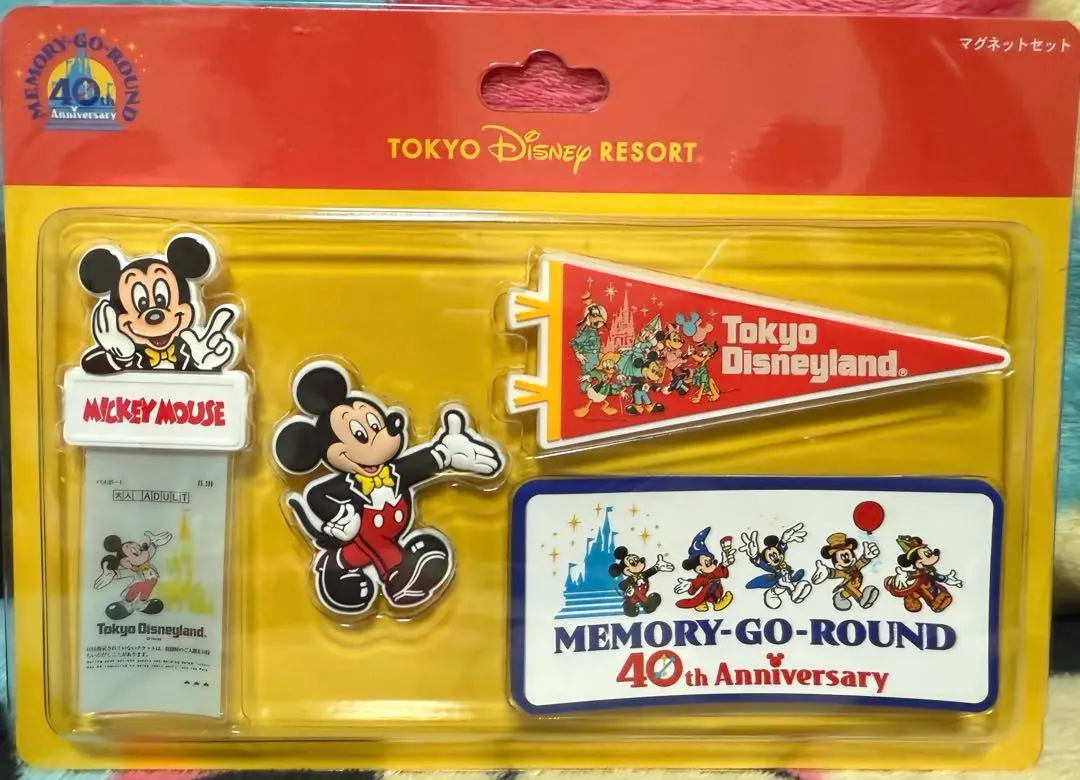 MEMORY-GO-ROUND
40th
Anniversary
マグネットセット
TOKYO Disney RESORT
MICKEY MOUSE
パスポート
大人 ADULT
Tokyo Disneyland.
Tokyo
Disneyland®
MEMORY-GO-ROUND
40th Anniversary